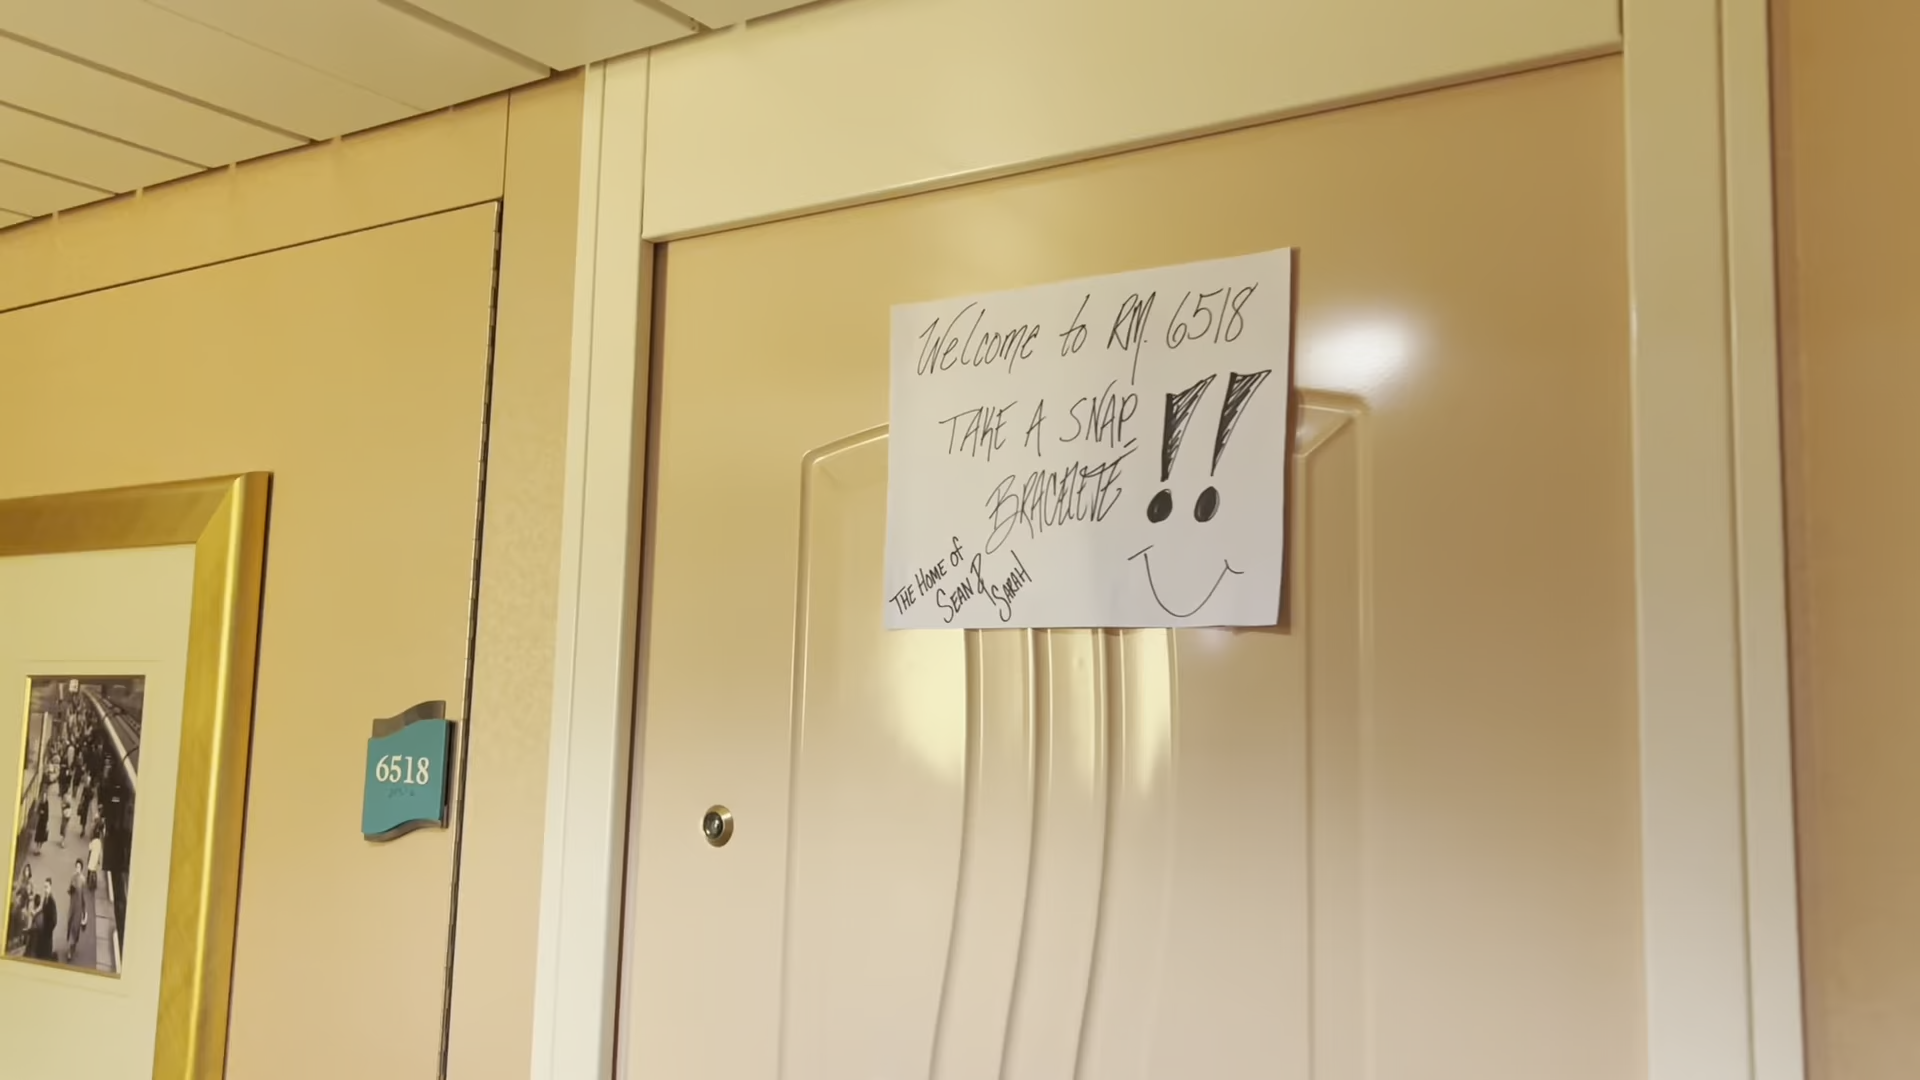 Welcome to RM. 6518
TAKE A SNAP
BRACELETE !!
THE HOME of
SEAN &
SARAH
6518